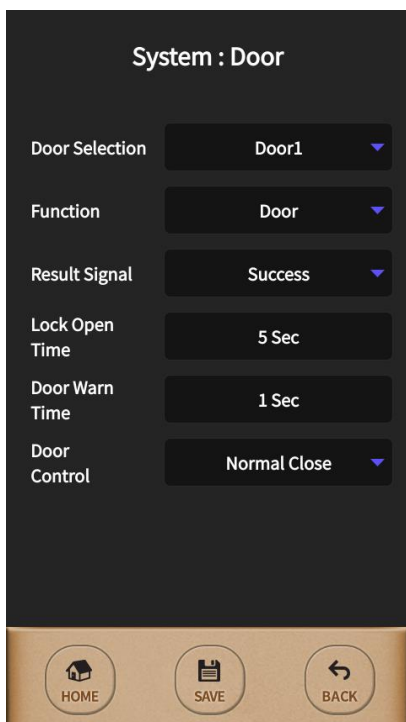 System : Door
Door Selection
Door1
Function
Door
Result Signal
Success
Lock Open
Time
5 Sec
Door Warn
Time
1 Sec
Door
Control
Normal Close
HOME
SAVE
BACK